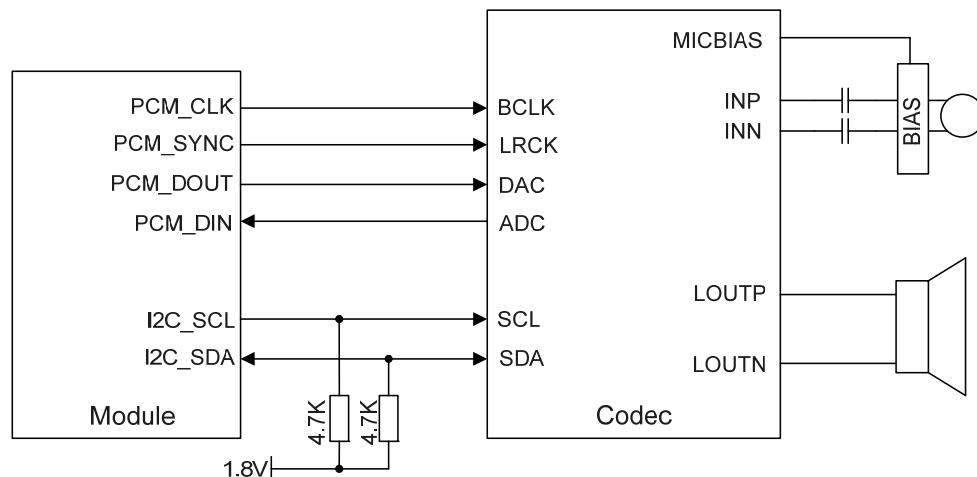 MICBIAS
PCM_CLK
BCLK
INP
PCM_SYNC
LRCK
INN
BIAS
PCM_DOUT
DAC
PCM_DIN
ADC
LOUTP
I2C_SCL
SCL
I2C_SDA
SDA
LOUTN
Module
4.7K
4.7K
Codec
1.8V